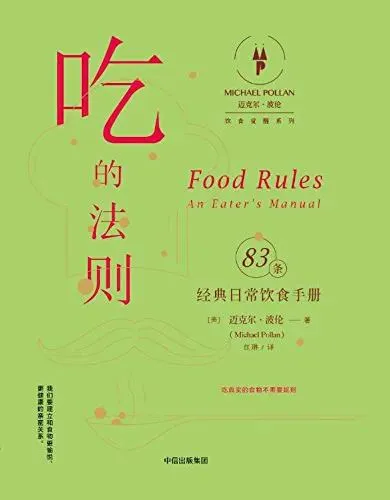 吃的法则
MICHAEL POLLAN
迈克尔·波伦
饮食觉醒系列
Food Rules
An Eater's Manual
83条
经典日常饮食手册
[美] 迈克尔·波伦 —— 著
(Michael Pollan)
/ 译
吃真实的食物不需要规则
我们要建立和食物更愉悦、
更健康的亲密关系。
中信出版集团